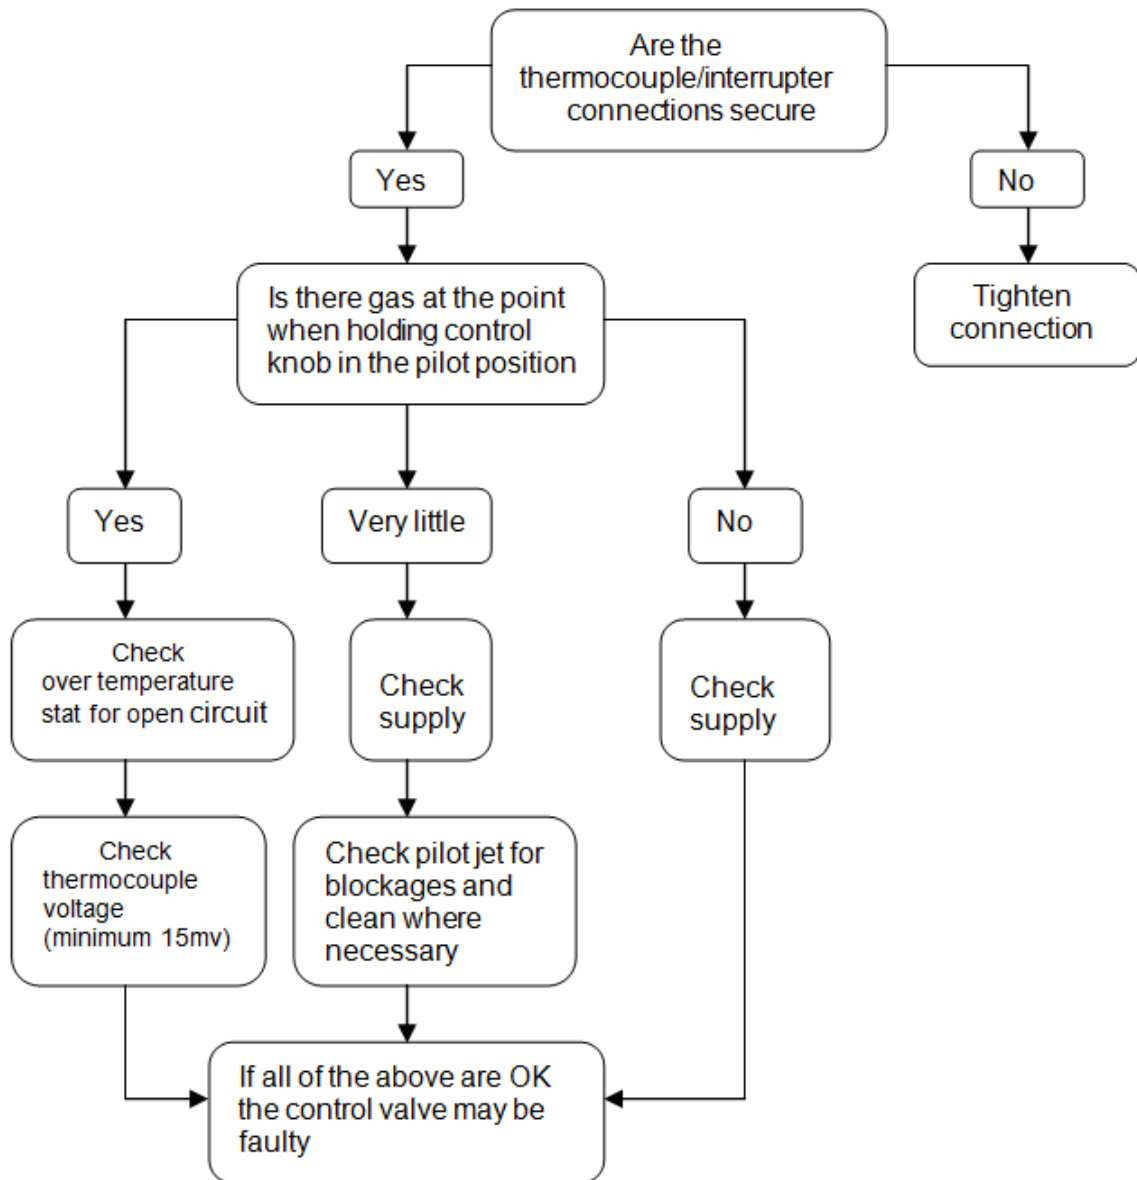 Are the
thermocouple/interrupter
connections secure
Yes
No
Is there gas at the point
when holding control
knob in the pilot position
Tighten
connection
Yes
Very little
No
Check
over temperature
stat for open circuit
Check
supply
Check
supply
Check
thermocouple
voltage
(minimum 15mv)
Check pilot jet for
blockages and
clean where
necessary
If all of the above are OK
the control valve may be
faulty